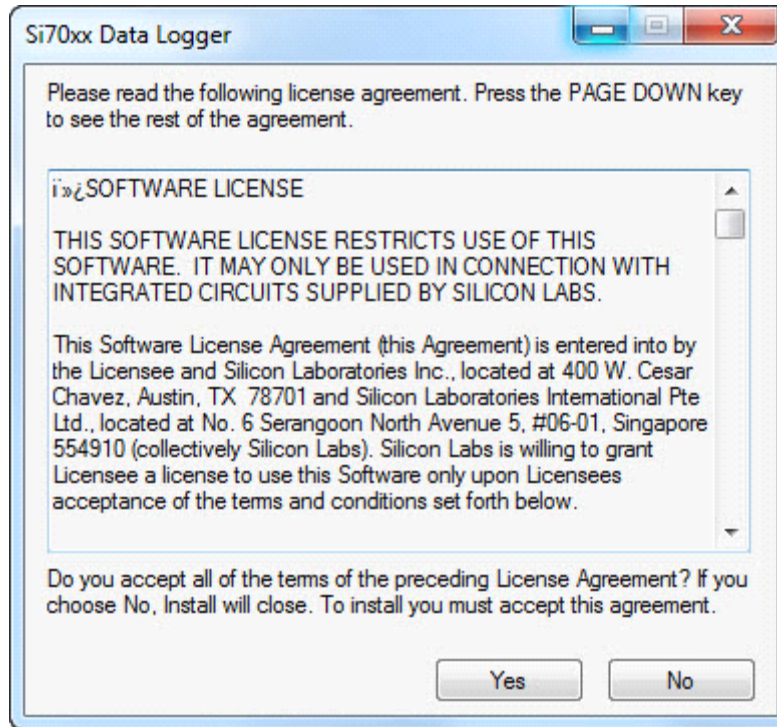 Si70xx Data Logger
Please read the following license agreement. Press the PAGE DOWN key
to see the rest of the agreement.
ï»¿SOFTWARE LICENSE
THIS SOFTWARE LICENSE RESTRICTS USE OF THIS
SOFTWARE.  IT MAY ONLY BE USED IN CONNECTION WITH
INTEGRATED CIRCUITS SUPPLIED BY SILICON LABS.
This Software License Agreement (this Agreement) is entered into by
the Licensee and Silicon Laboratories Inc., located at 400 W. Cesar
Chavez, Austin, TX  78701 and Silicon Laboratories International Pte
Ltd., located at No. 6 Serangoon North Avenue 5, #06-01, Singapore
554910 (collectively Silicon Labs). Silicon Labs is willing to grant
Licensee a license to use this Software only upon Licensees
acceptance of the terms and conditions set forth below.
Do you accept all of the terms of the preceding License Agreement? If you
choose No, Install will close. To install you must accept this agreement.
Yes
No